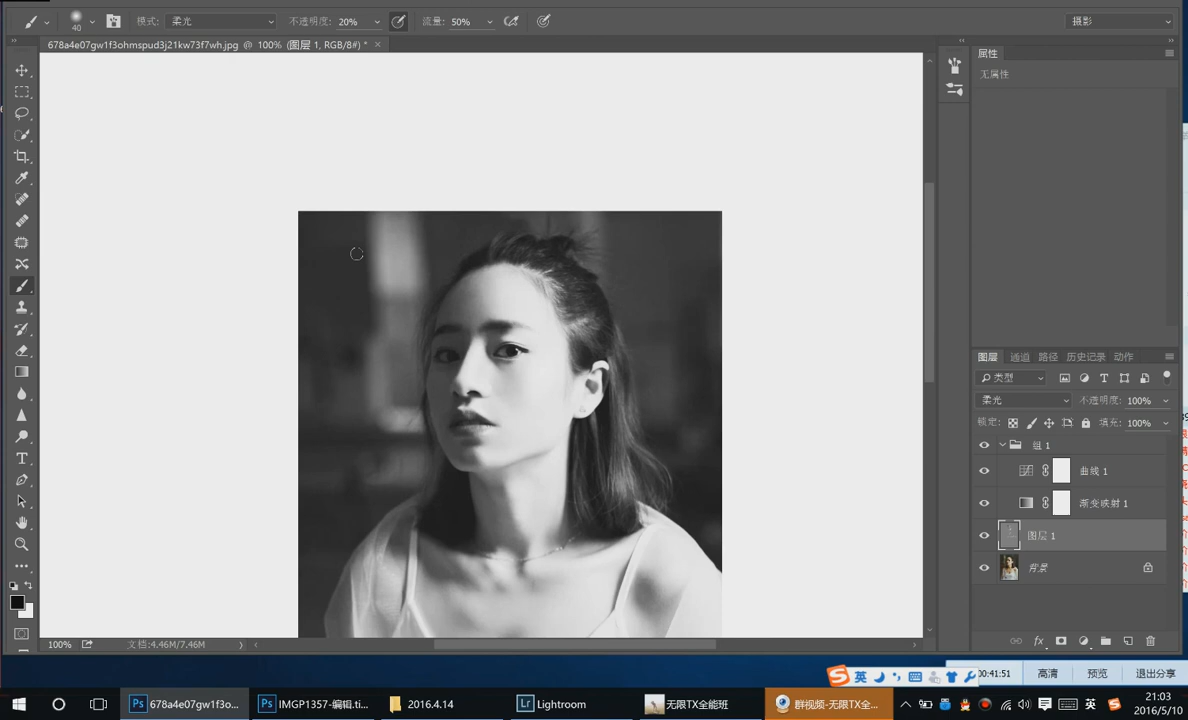 40
模式: 柔光
不透明度: 20%
流量: 50%
摄影
678a4e07gw1f3ohmspud3j21kw73f7wh.jpg @ 100% (图层 1, RGB/8#) * ×
属性
无属性
图层 通道 路径 历史记录 动作
类型
柔光 不透明度: 100%
锁定: 填充: 100%
组 1
曲线 1
渐变映射 1
图层 1
背景
100% 文档:4.46M/7.46M
英
00:41:51 高清 预览 退出分享
Ps 678a4e07gw1f3o...
Ps IMGP1357-编辑.ti...
2016.4.14
Lr Lightroom
无限TX全能班
群视频-无限TX全...
英
21:03
2016/5/10